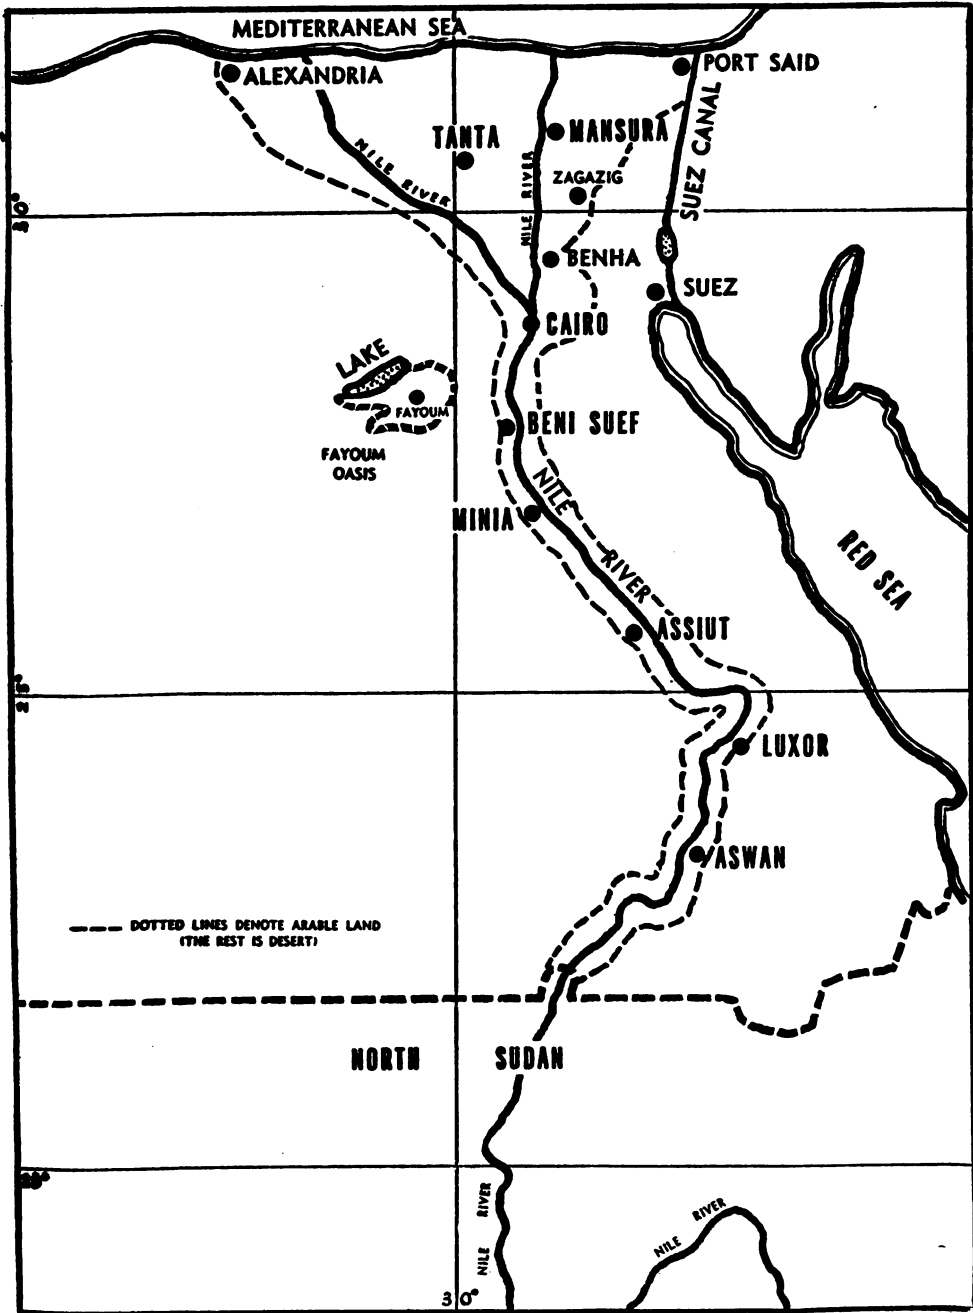 MEDITERRANEAN SEA
ALEXANDRIA
PORT SAID
TANTA
MANSURA
NILE RIVER
NILE RIVER
SUEZ CANAL
ZAGAZIG
BENHA
SUEZ
CAIRO
LAKE
FAYOUM
BENI SUEF
FAYOUM
OASIS
NILE
RIVER
MINIA
RED SEA
ASSIUT
LUXOR
ASWAN
DOTTED LINES DENOTE ARABLE LAND
(THE REST IS DESERT)
NORTH SUDAN
NILE RIVER
NILE RIVER
30°